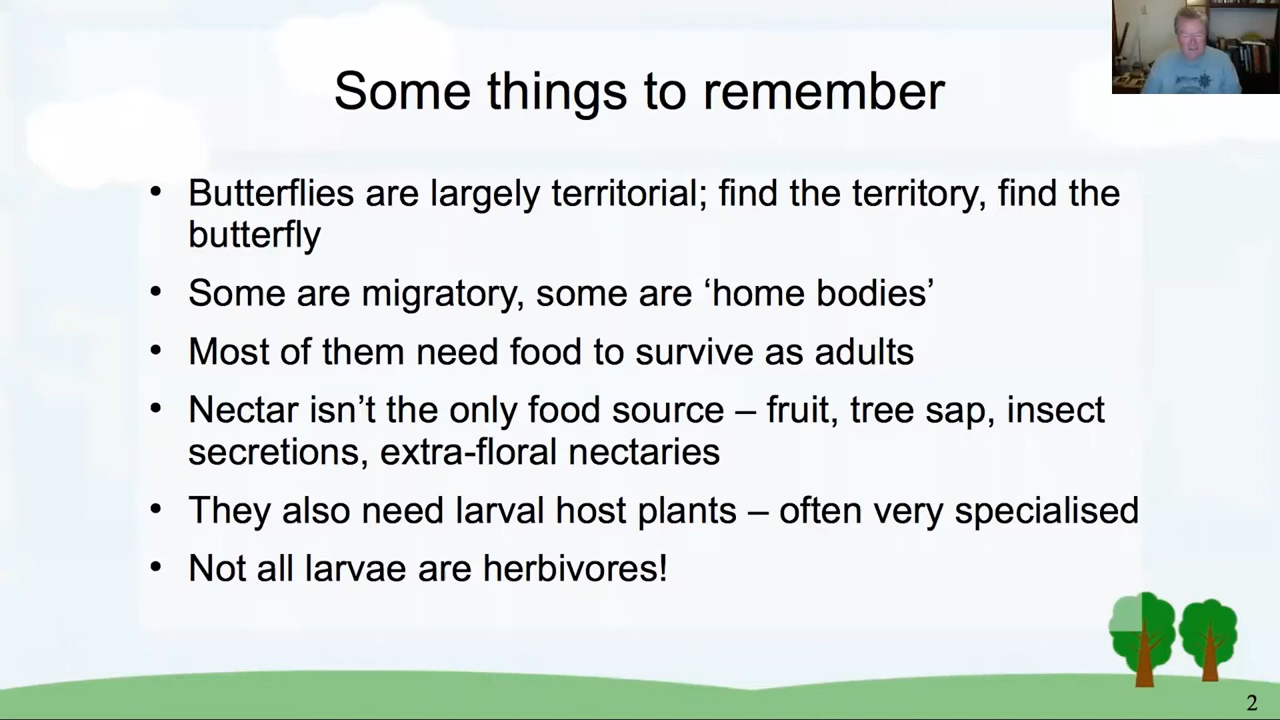 Some things to remember
• Butterflies are largely territorial; find the territory, find the
butterfly
• Some are migratory, some are ‘home bodies’
• Most of them need food to survive as adults
• Nectar isn’t the only food source – fruit, tree sap, insect
secretions, extra-floral nectaries
• They also need larval host plants – often very specialised
• Not all larvae are herbivores!
2